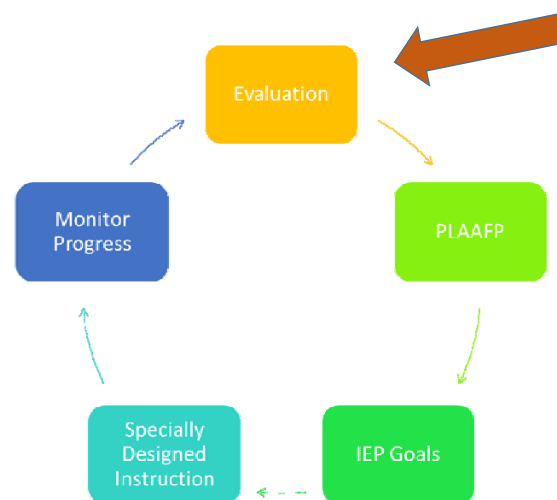 Evaluation
PLAAFP
IEP Goals
Specially
Designed
Instruction
Monitor
Progress